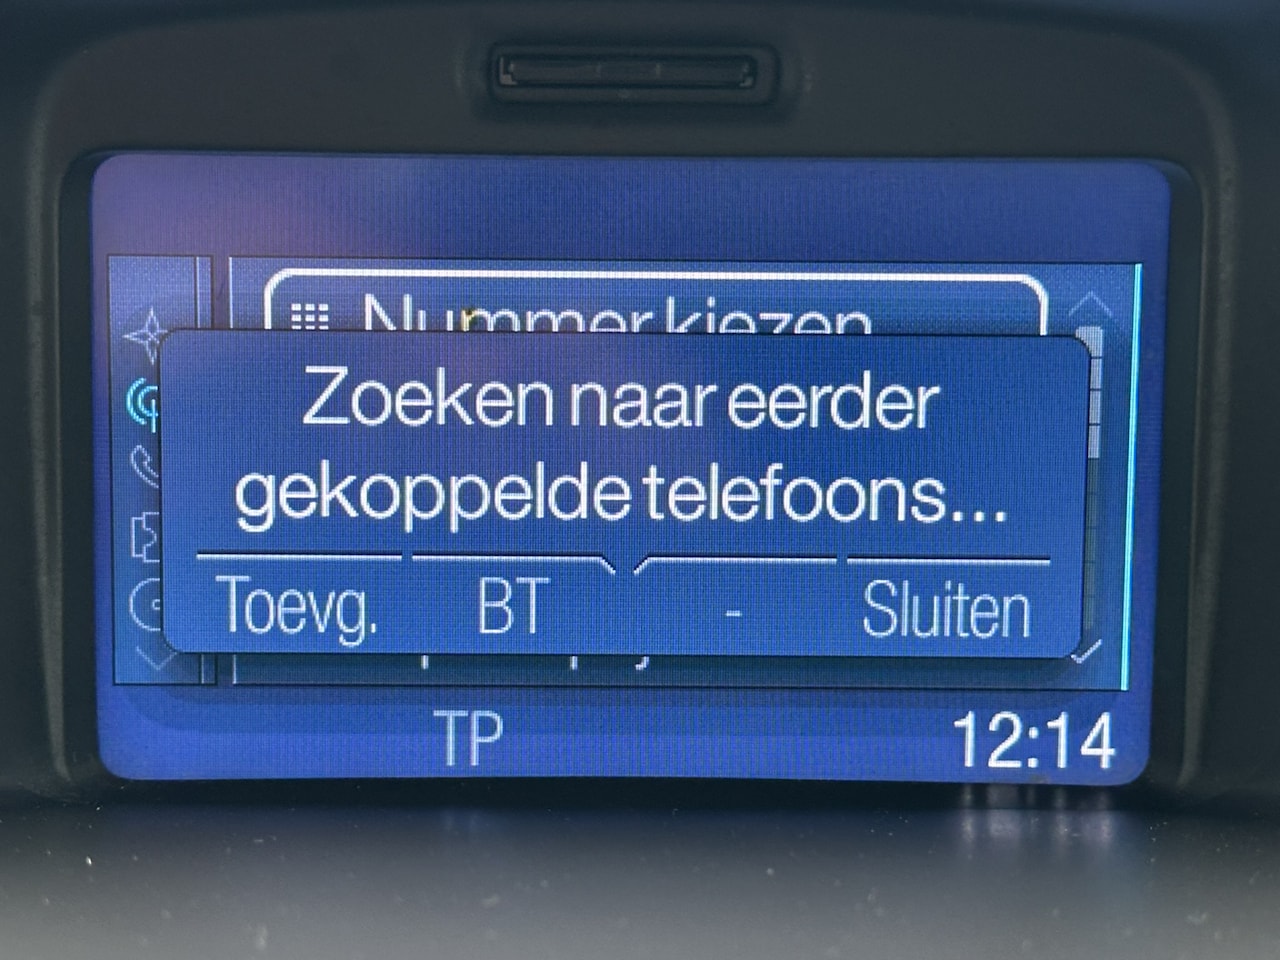 Nummer kiezen
Zoeken naar eerder
gekoppelde telefoons...
Toevg. BT - Sluiten
TP 12:14